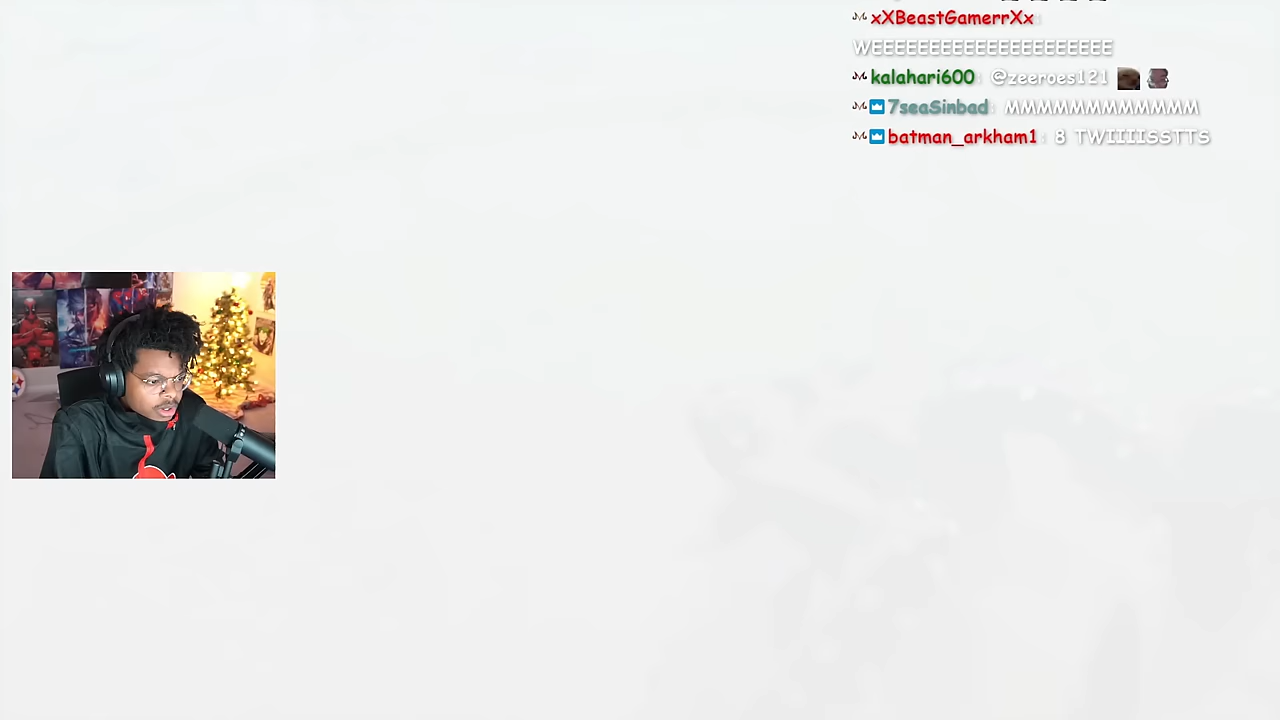 xXBeastGamerrXx:
WEEEEEEEEEEEEEEEEEEEEE
kalahari600: @zeeroes121
7seaSinbad: MMMMMMMMMMMM
batman_arkham1: 8 TWIIIISSTTS